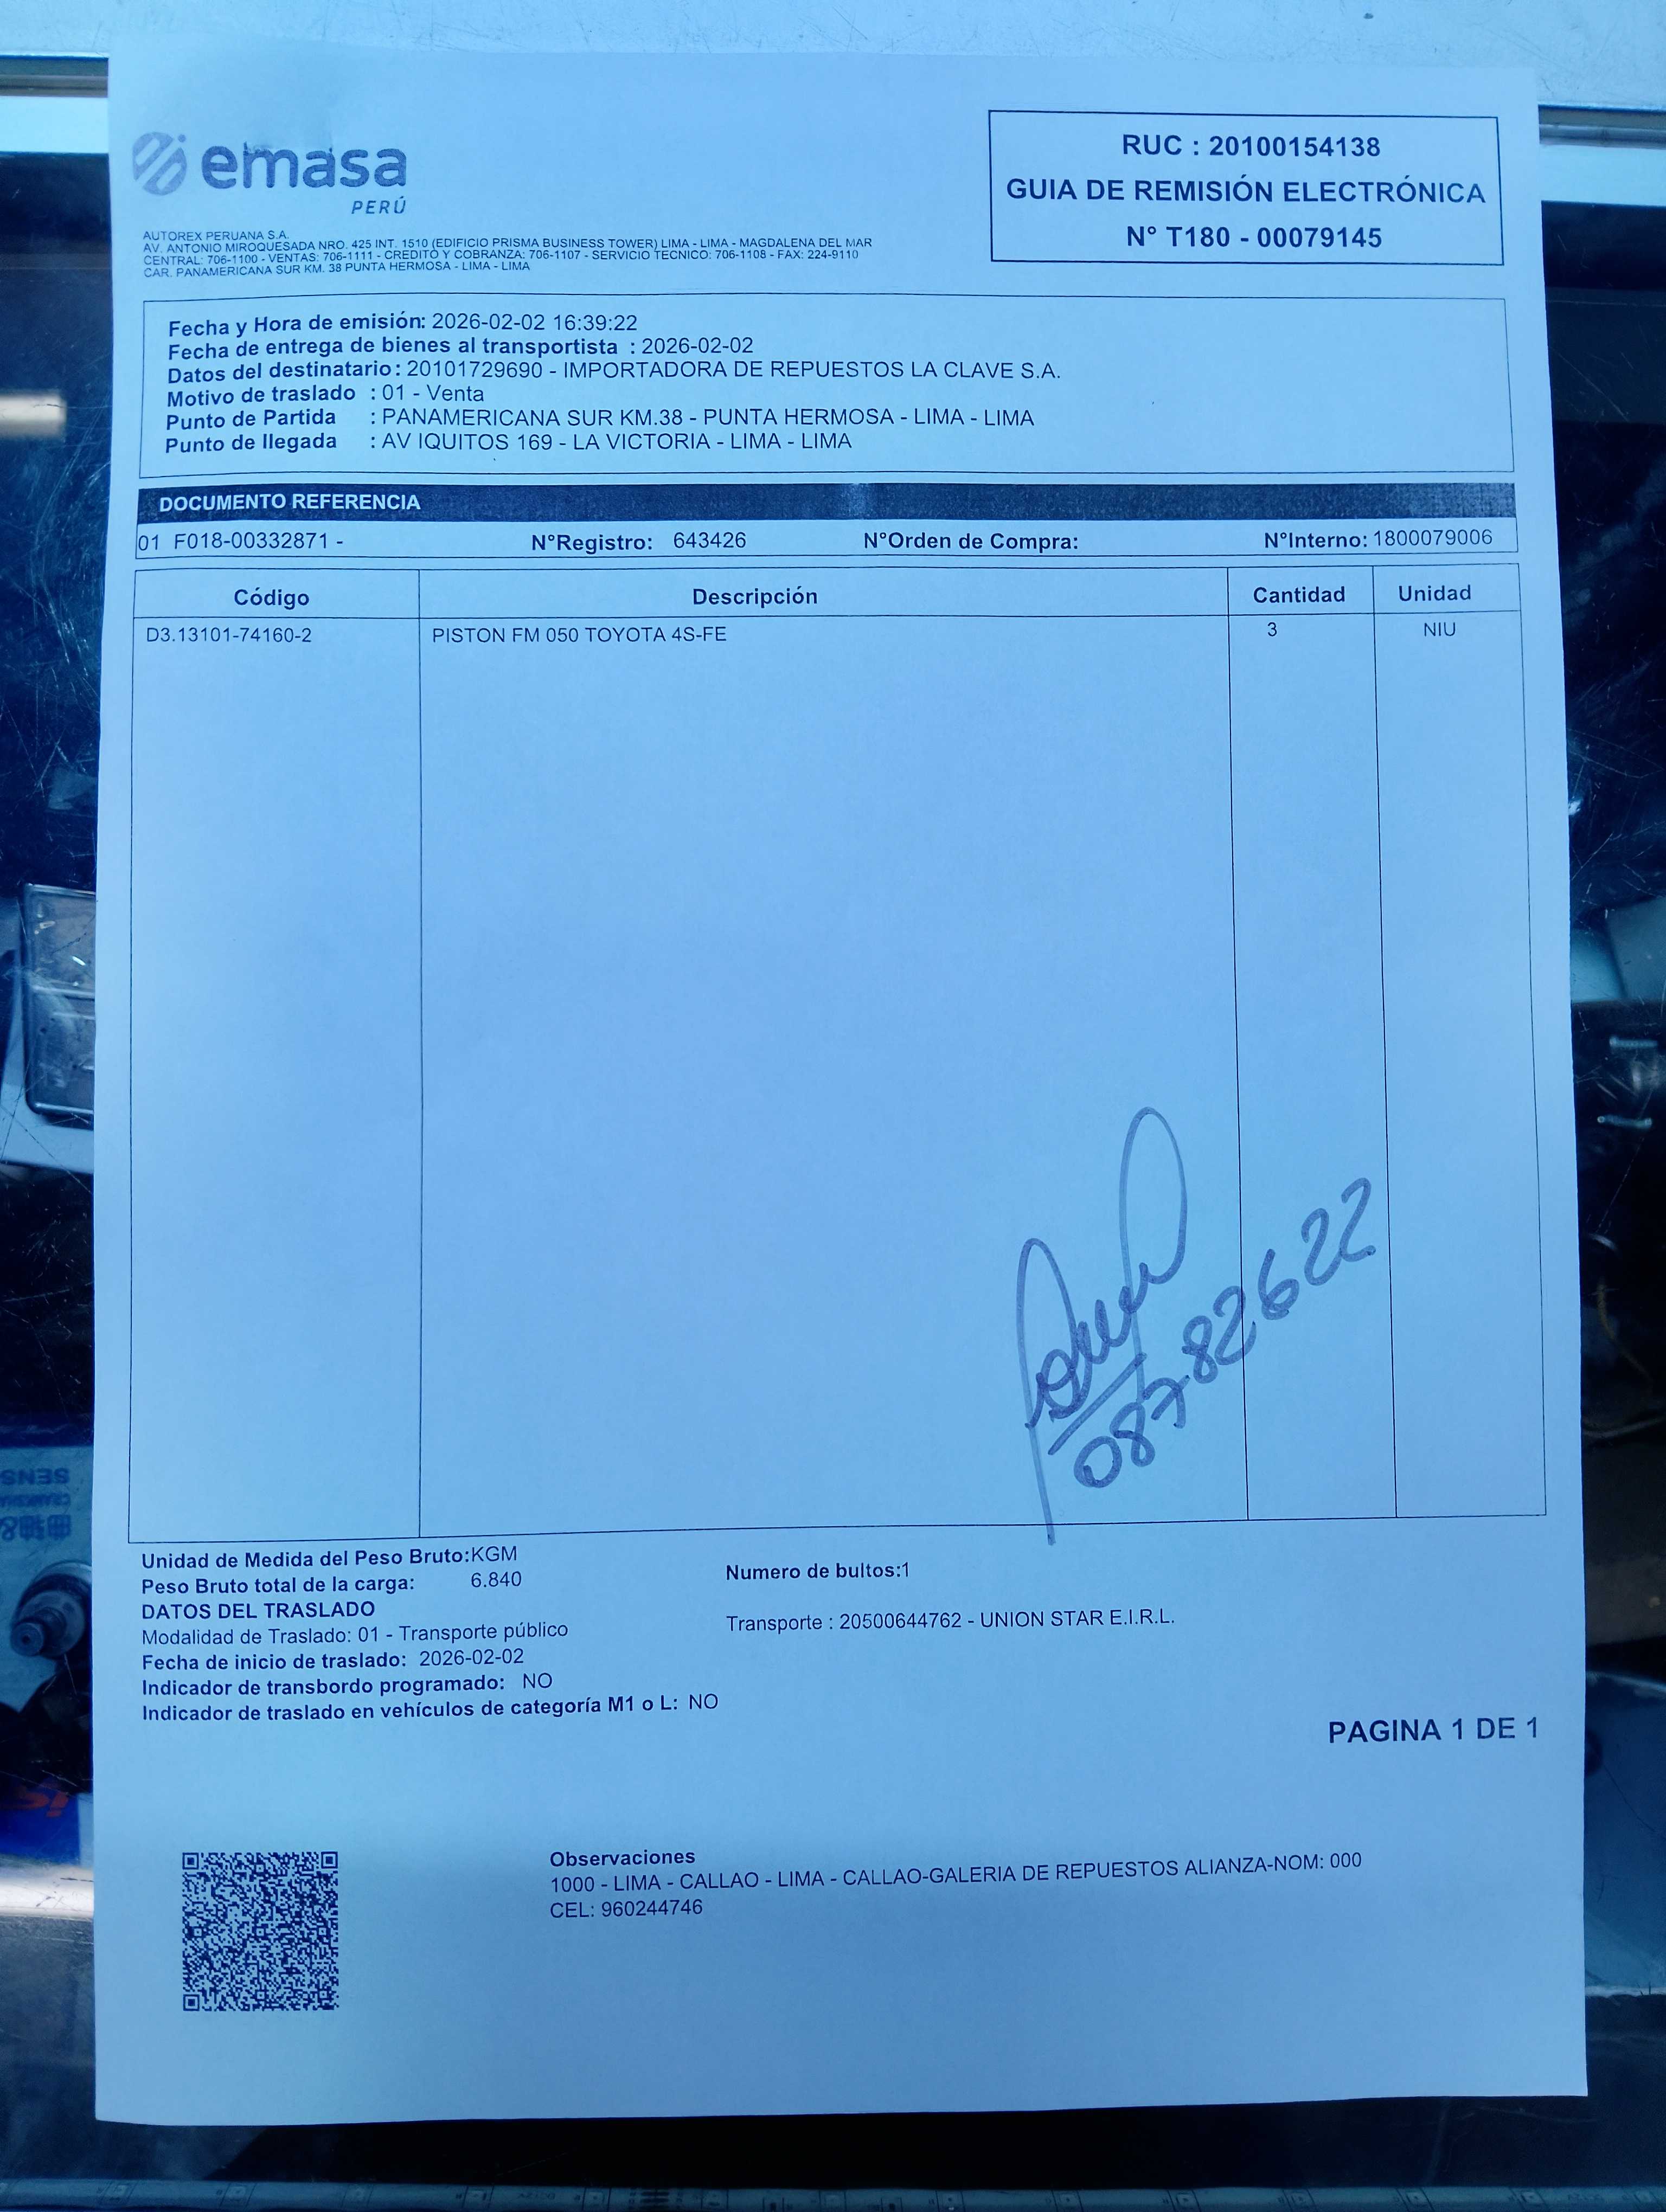 emasa
PERÚ
RUC : 20100154138
GUIA DE REMISIÓN ELECTRÓNICA
N° T180 - 00079145
AUTOREX PERUANA S.A.
AV. ANTONIO MIROQUESADA NRO. 425 INT. 1510 (EDIFICIO PRISMA BUSINESS TOWER) LIMA - LIMA - MAGDALENA DEL MAR
CENTRAL: 706-1100 - VENTAS: 706-1111 - CREDITO Y COBRANZA: 706-1107 - SERVICIO TECNICO: 706-1108 - FAX: 224-9110
CAR. PANAMERICANA SUR KM. 38 PUNTA HERMOSA - LIMA - LIMA
Fecha y Hora de emisión: 2026-02-02 16:39:22
Fecha de entrega de bienes al transportista : 2026-02-02
Datos del destinatario: 20101729690 - IMPORTADORA DE REPUESTOS LA CLAVE S.A.
Motivo de traslado : 01 - Venta
Punto de Partida : PANAMERICANA SUR KM.38 - PUNTA HERMOSA - LIMA - LIMA
Punto de llegada : AV IQUITOS 169 - LA VICTORIA - LIMA - LIMA
DOCUMENTO REFERENCIA
01 F018-00332871 - N°Registro: 643426 N°Orden de Compra: N°Interno: 1800079006
Código Descripción Cantidad Unidad
D3.13101-74160-2 PISTON FM 050 TOYOTA 4S-FE 3 NIU
08782622
Unidad de Medida del Peso Bruto:KGM
Peso Bruto total de la carga: 6.840
Numero de bultos:1
DATOS DEL TRASLADO
Modalidad de Traslado: 01 - Transporte público
Transporte : 20500644762 - UNION STAR E.I.R.L.
Fecha de inicio de traslado: 2026-02-02
Indicador de transbordo programado: NO
Indicador de traslado en vehículos de categoría M1 o L: NO
PAGINA 1 DE 1
Observaciones
1000 - LIMA - CALLAO - LIMA - CALLAO-GALERIA DE REPUESTOS ALIANZA-NOM: 000
CEL: 960244746
SENS